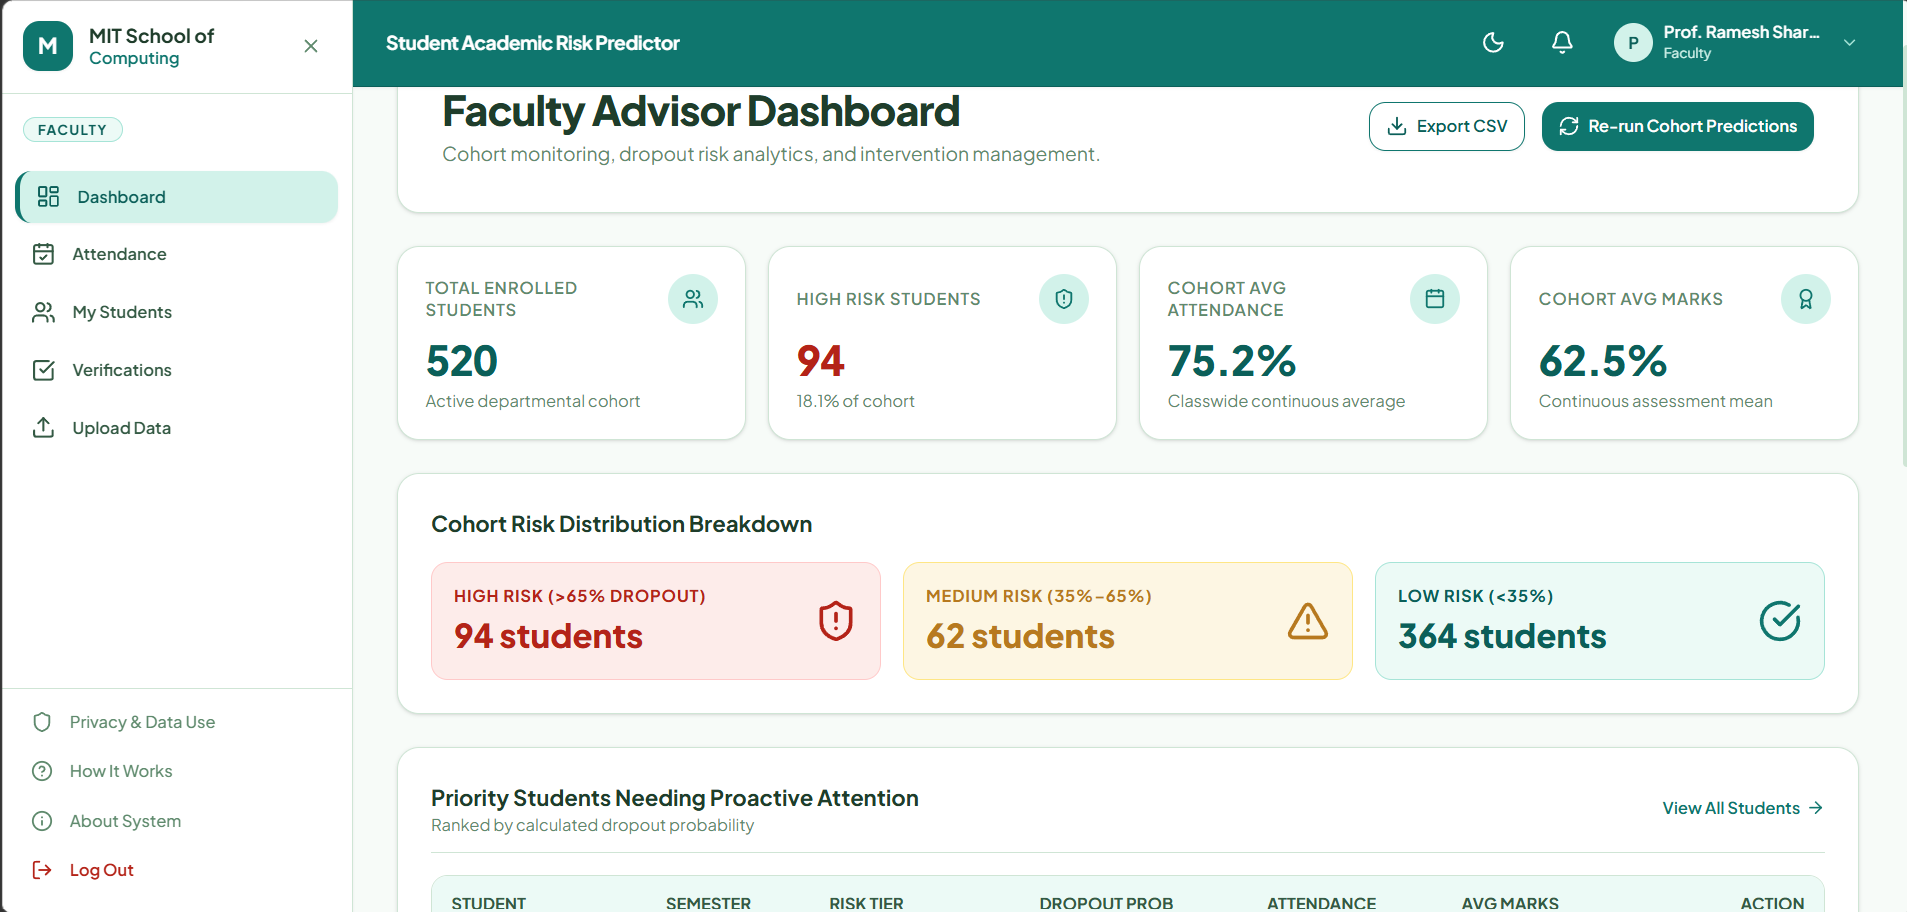 M
MIT School of
Computing
FACULTY
Dashboard
Attendance
My Students
Verifications
Upload Data
Privacy & Data Use
How It Works
About System
Log Out
Student Academic Risk Predictor
P
Prof. Ramesh Shar...
Faculty
Faculty Advisor Dashboard
Cohort monitoring, dropout risk analytics, and intervention management.
Export CSV
Re-run Cohort Predictions
TOTAL ENROLLED
STUDENTS
520
Active departmental cohort
HIGH RISK STUDENTS
94
18.1% of cohort
COHORT AVG
ATTENDANCE
75.2%
Classwide continuous average
COHORT AVG MARKS
62.5%
Continuous assessment mean
Cohort Risk Distribution Breakdown
HIGH RISK (>65% DROPOUT)
94 students
MEDIUM RISK (35%–65%)
62 students
LOW RISK (<35%)
364 students
Priority Students Needing Proactive Attention
Ranked by calculated dropout probability
View All Students
STUDENT SEMESTER RISK TIER DROPOUT PROB ATTENDANCE AVG MARKS ACTION